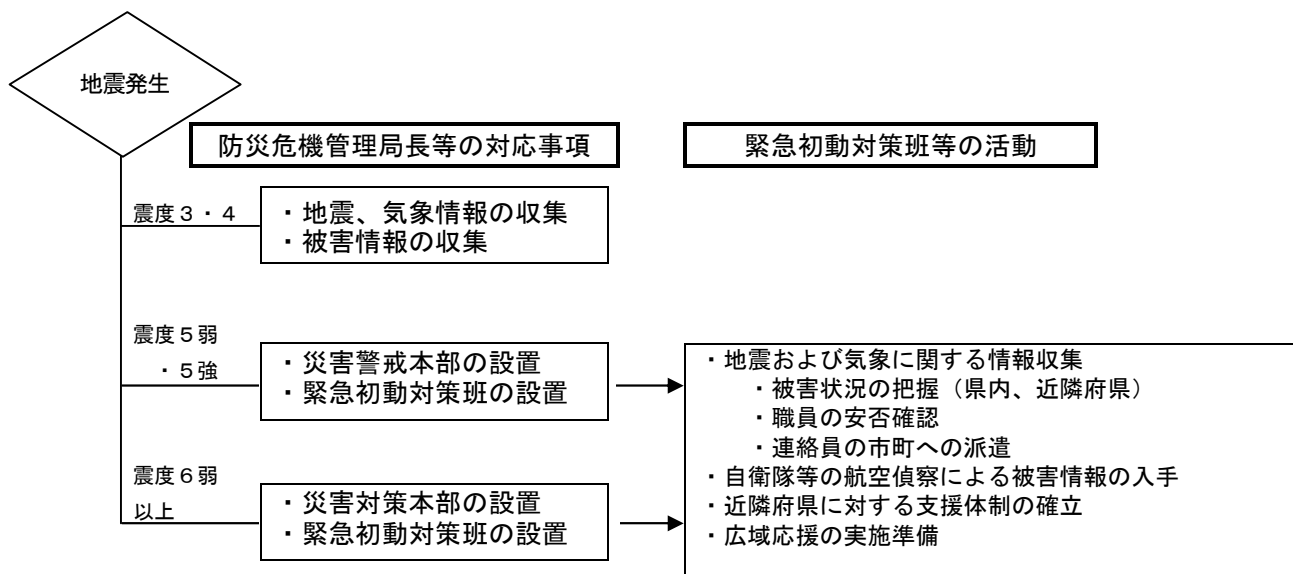 地震発生
防災危機管理局長等の対応事項
緊急初動対策班等の活動
震度３・４
・地震、気象情報の収集
・被害情報の収集
震度５弱
・５強
・災害警戒本部の設置
・緊急初動対策班の設置
震度６弱
以上
・災害対策本部の設置
・緊急初動対策班の設置
・地震および気象に関する情報収集
・被害状況の把握（県内、近隣府県）
・職員の安否確認
・連絡員の市町への派遣
・自衛隊等の航空偵察による被害情報の入手
・近隣府県に対する支援体制の確立
・広域応援の実施準備